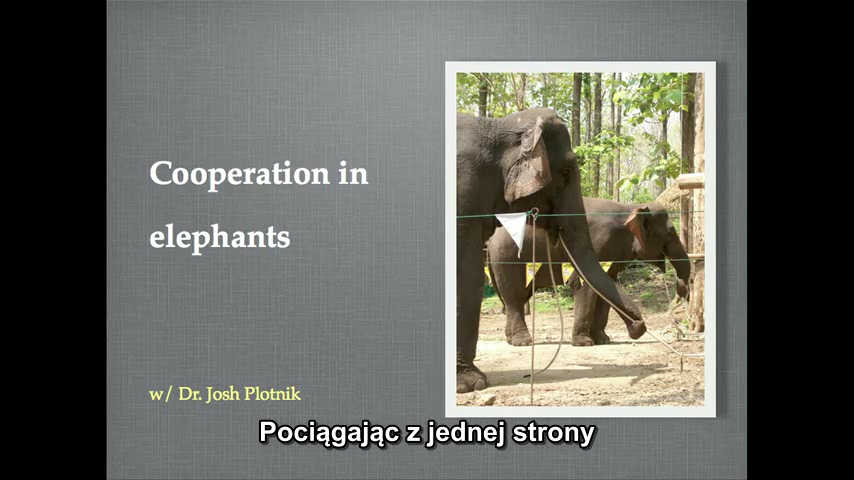 Cooperation in
elephants
w/ Dr. Josh Plotnik
Pociągając z jednej strony